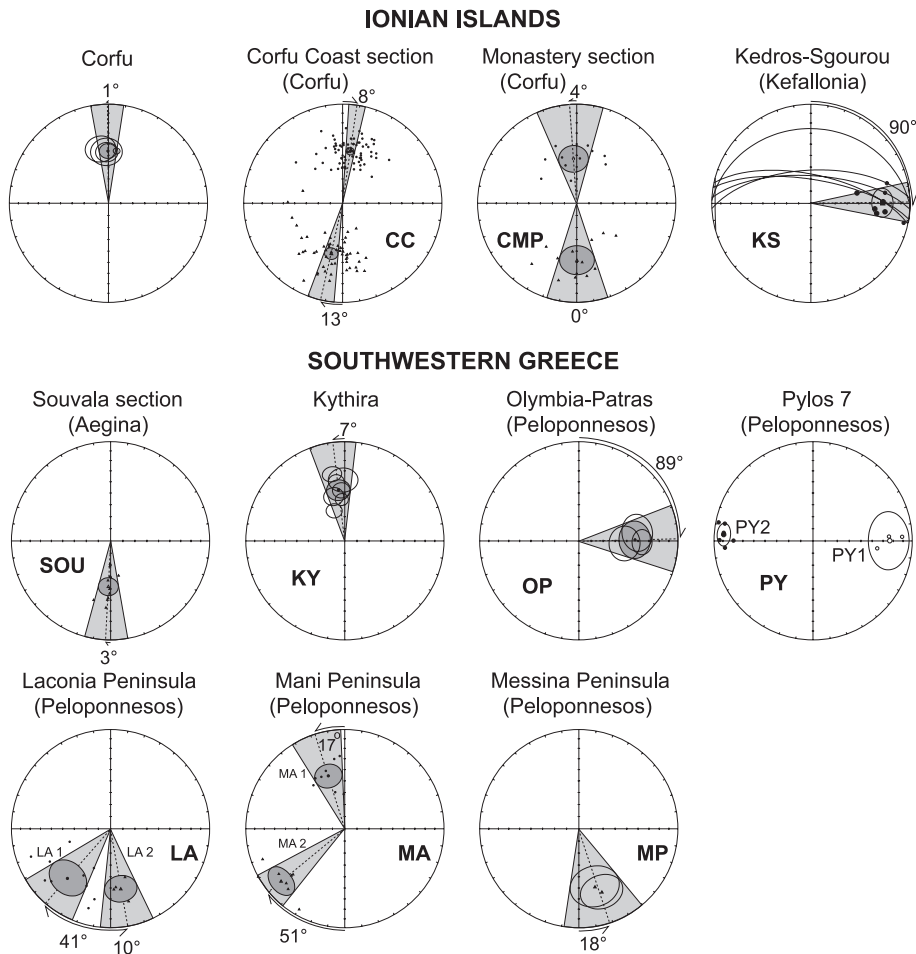 IONIAN ISLANDS
Corfu
Corfu Coast section
(Corfu)
Monastery section
(Corfu)
Kedros-Sgourou
(Kefallonia)
1°
8°
4°
90°
CC
CMP
KS
13°
0°
SOUTHWESTERN GREECE
Souvala section
(Aegina)
Kythira
Olympia-Patras
(Peloponnesos)
Pylos 7
(Peloponnesos)
7°
89°
PY2
PY1
SOU
KY
OP
PY
3°
Laconia Peninsula
(Peloponnesos)
Mani Peninsula
(Peloponnesos)
Messina Peninsula
(Peloponnesos)
17°
MA 1
LA 1
LA 2
LA
MA 2
MA
MP
41°
10°
51°
18°